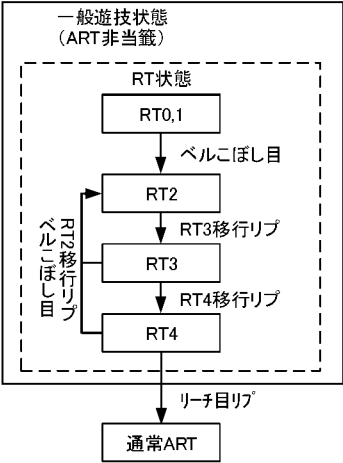 一般遊技状態
（ART非当籤）
RT状態
RT0,1
ベルこぼし目
RT2
RT3移行リプ
RT3
RT4移行リプ
RT4
RT2移行リプ
ベルこぼし目
リーチ目リプ
通常ART